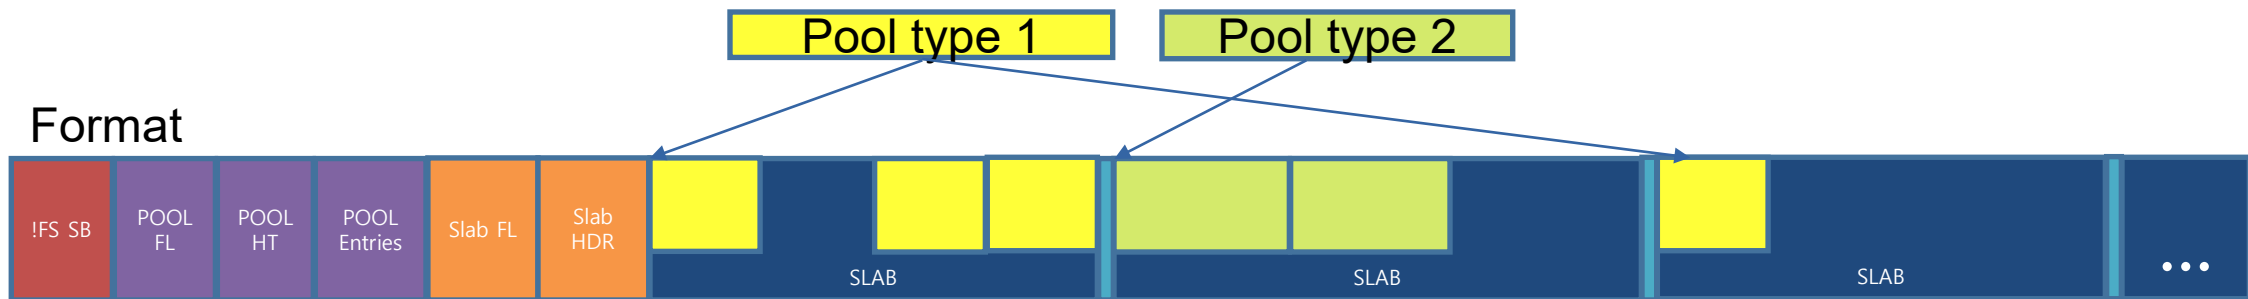 Pool type 1
Pool type 2
Format
!FS SB
POOL
FL
POOL
HT
POOL
Entries
Slab FL
Slab
HDR
SLAB
SLAB
SLAB
...